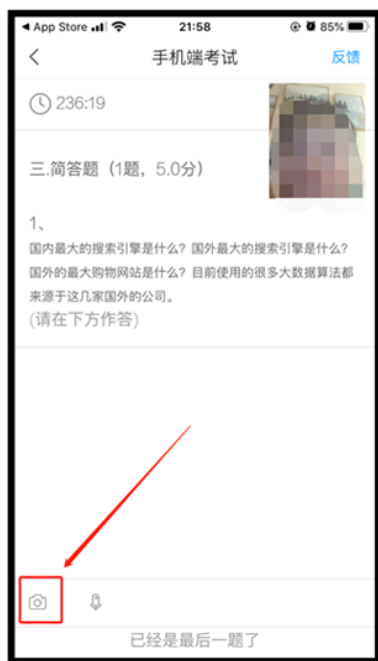 App Store
21:58
85%
手机端考试
反馈
236:19
三.简答题（1题，5.0分）
1、
国内最大的搜索引擎是什么？国外最大的搜索引擎是什么？
国外的最大购物网站是什么？目前使用的很多大数据算法都
来源于这几家国外的公司。
(请在下方作答)
已经是最后一题了